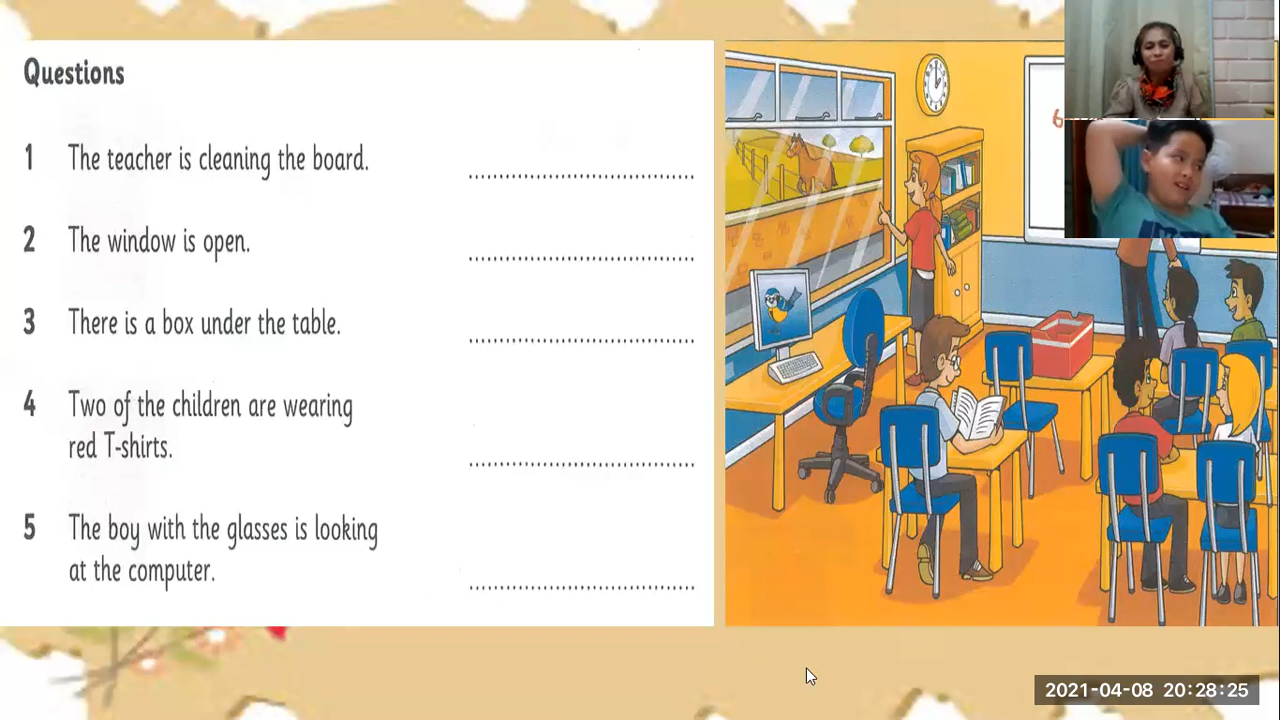 Questions
1 The teacher is cleaning the board.
2 The window is open.
3 There is a box under the table.
4 Two of the children are wearing
red T-shirts.
5 The boy with the glasses is looking
at the computer.
2021-04-08 20:28:25